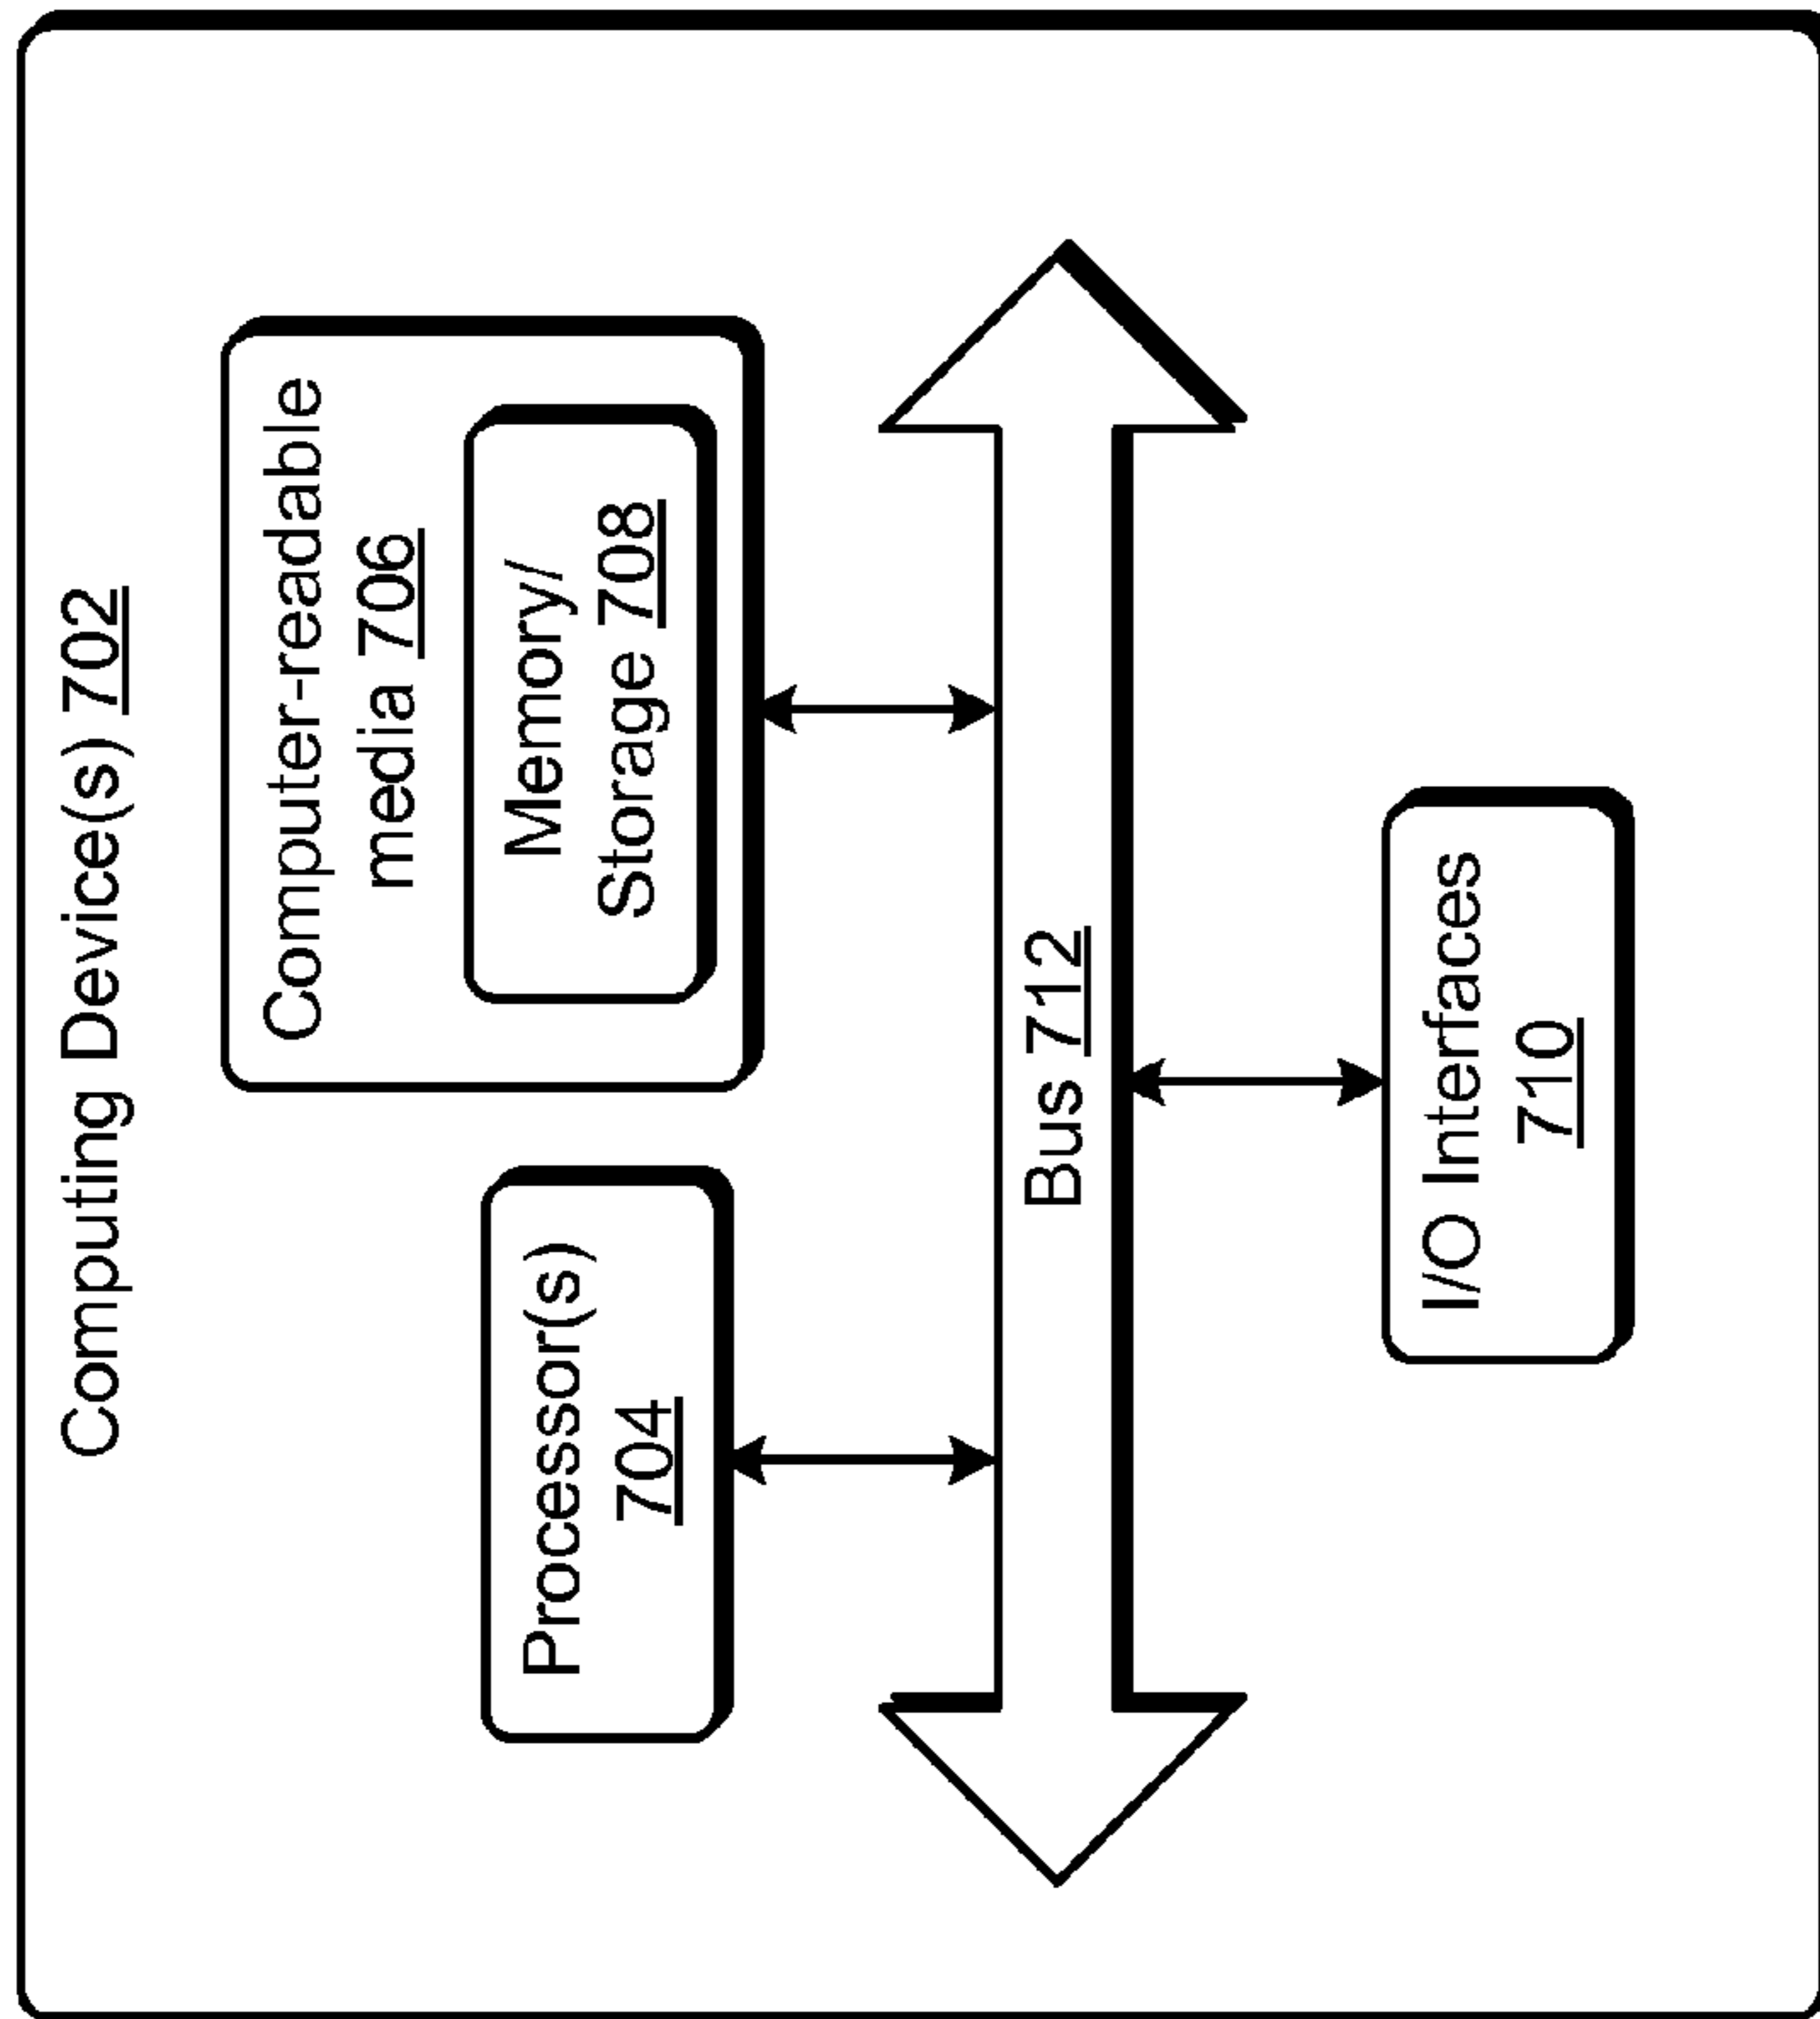 Computing Device(s) 702
Computer-readable
media 706
Memory/
Storage 708
Processor(s)
704
Bus 712
I/O Interfaces
710